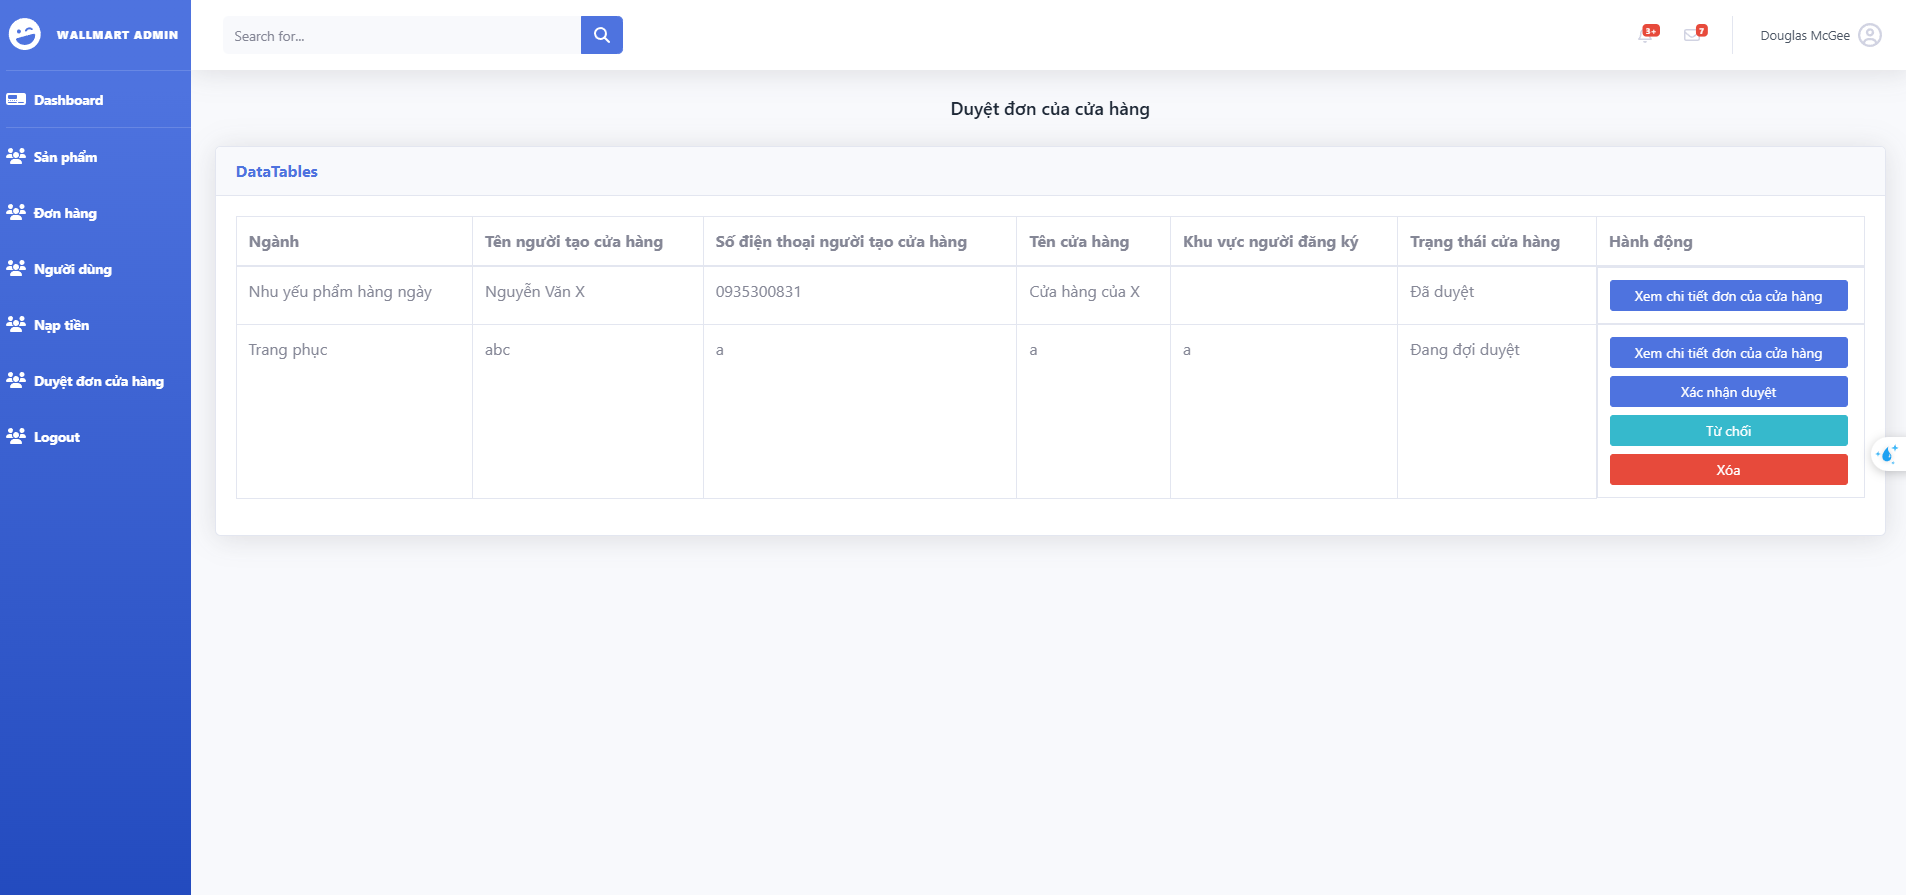 WALLMART ADMIN
Search for...
3+
7
Douglas McGee
Dashboard
Sản phẩm
Đơn hàng
Người dùng
Nạp tiền
Duyệt đơn cửa hàng
Logout
Duyệt đơn của cửa hàng
DataTables
Ngành Tên người tạo cửa hàng Số điện thoại người tạo cửa hàng Tên cửa hàng Khu vực người đăng ký Trạng thái cửa hàng Hành động
Nhu yếu phẩm hàng ngày Nguyễn Văn X 0935300831 Cửa hàng của X Đã duyệt Xem chi tiết đơn của cửa hàng
Trang phục abc a a a Đang đợi duyệt Xem chi tiết đơn của cửa hàng
Xác nhận duyệt
Từ chối
Xóa